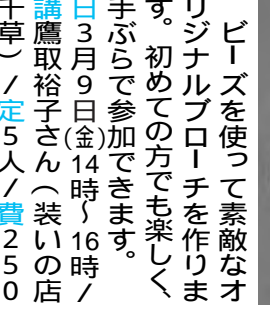 ビーズを使って素敵なオ
リジナルブローチを作りま
す。初めての方でも楽しく、
手ぶらで参加できます。
日3月9日(金)14時～16時/
講鷹取裕子さん（装いの店
千草）/定5人/費250